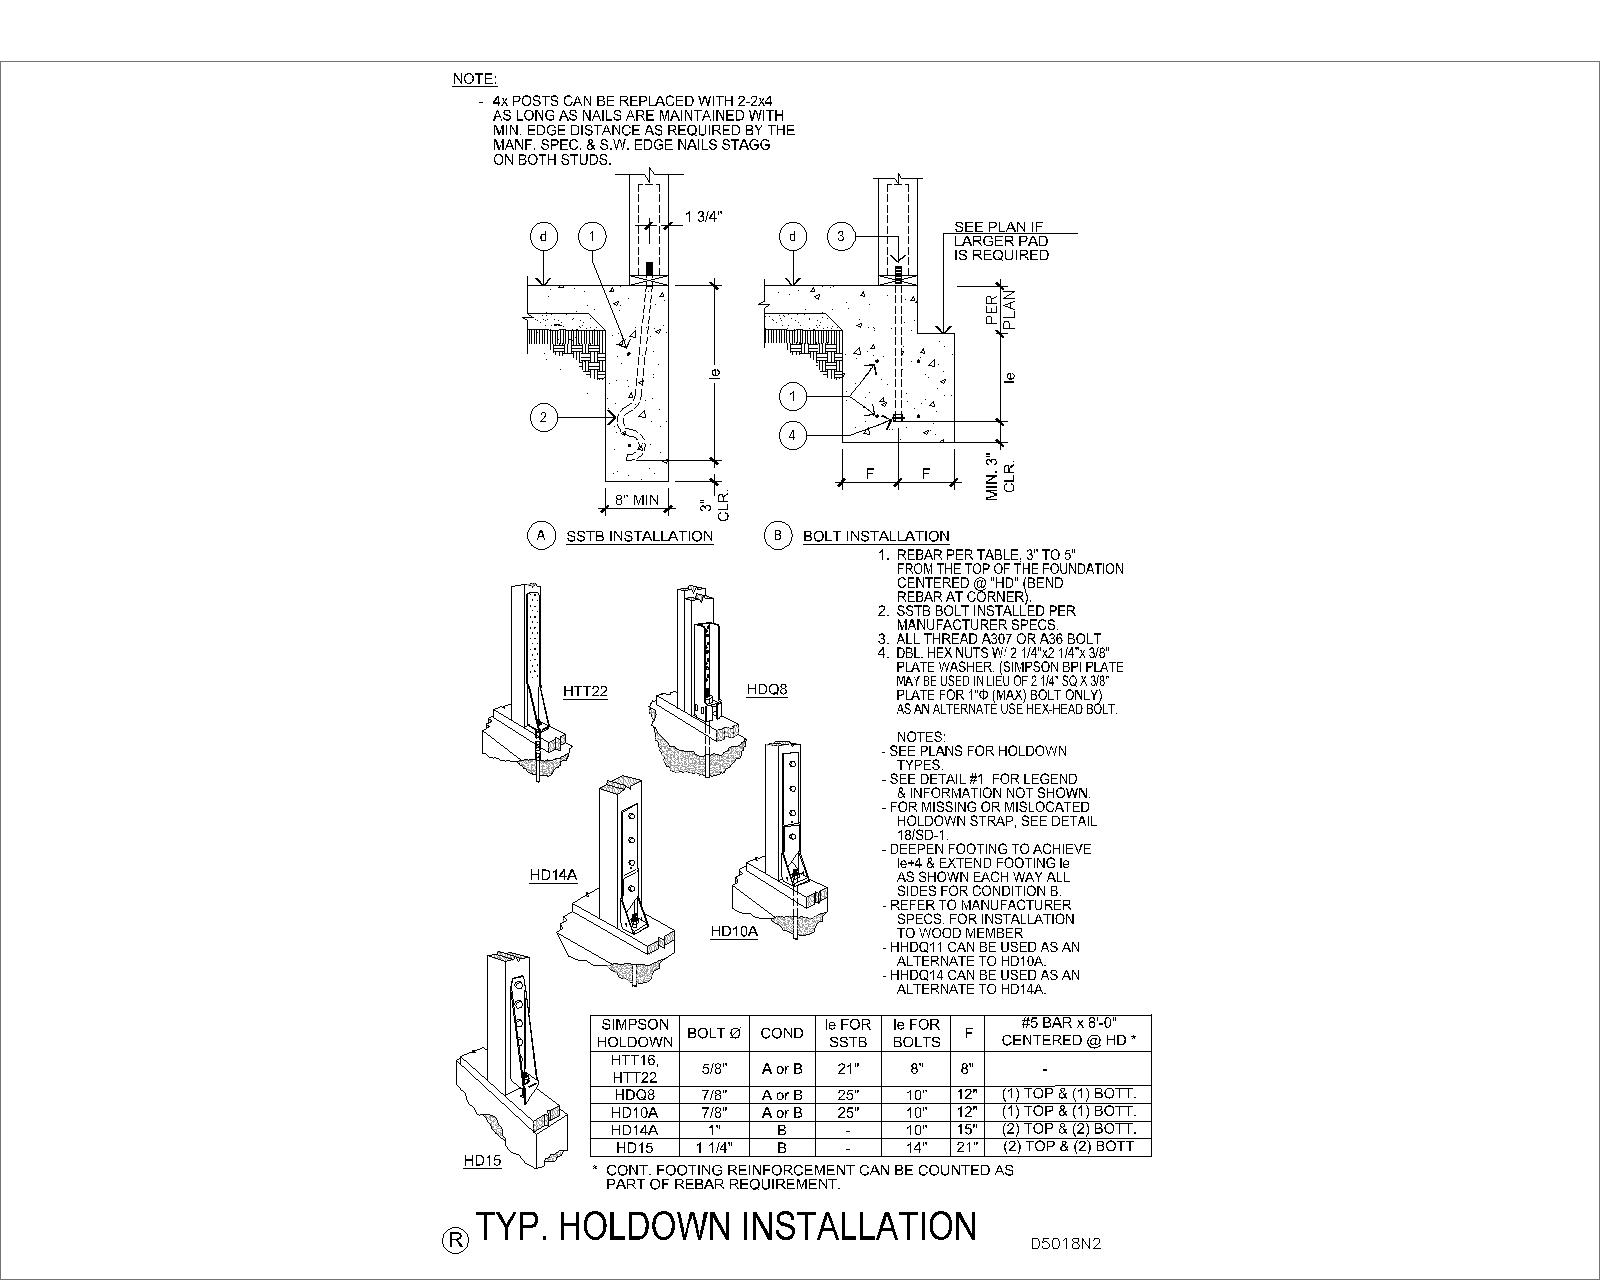 NOTE:
- 4x POSTS CAN BE REPLACED WITH 2-2x4
AS LONG AS NAILS ARE MAINTAINED WITH
MIN. EDGE DISTANCE AS REQUIRED BY THE
MANF. SPEC. & S.W. EDGE NAILS STAGG
ON BOTH STUDS.
1 3/4"
d
1
2
le
8" MIN
3"
CLR.
A SSTB INSTALLATION
d
3
SEE PLAN IF
LARGER PAD
IS REQUIRED
PER
PLAN
le
1
4
F
F
MIN. 3"
CLR.
B BOLT INSTALLATION
1. REBAR PER TABLE, 3" TO 5"
FROM THE TOP OF THE FOUNDATION
CENTERED @ "HD" (BEND
REBAR AT CORNER).
2. SSTB BOLT INSTALLED PER
MANUFACTURER SPECS.
3. ALL THREAD A307 OR A36 BOLT
4. DBL. HEX NUTS W/ 2 1/4"x2 1/4"x 3/8"
PLATE WASHER. (SIMPSON BPI PLATE
MAY BE USED IN LIEU OF 2 1/4" SQ X 3/8"
PLATE FOR 1"Φ (MAX) BOLT ONLY)
AS AN ALTERNATE USE HEX-HEAD BOLT.
NOTES:
- SEE PLANS FOR HOLDOWN
TYPES.
- SEE DETAIL #1 FOR LEGEND
& INFORMATION NOT SHOWN.
- FOR MISSING OR MISLOCATED
HOLDOWN STRAP, SEE DETAIL
18/SD-1.
- DEEPEN FOOTING TO ACHIEVE
le+4 & EXTEND FOOTING le
AS SHOWN EACH WAY ALL
SIDES FOR CONDITION B.
- REFER TO MANUFACTURER
SPECS. FOR INSTALLATION
TO WOOD MEMBER
- HHDQ11 CAN BE USED AS AN
ALTERNATE TO HD10A.
- HHDQ14 CAN BE USED AS AN
ALTERNATE TO HD14A.
HTT22
HDQ8
HD14A
HD10A
HD15
SIMPSON HOLDOWN BOLT Ø COND le FOR SSTB le FOR BOLTS F #5 BAR x 8'-0" CENTERED @ HD *
HTT16, HTT22 5/8" A or B 21" 8" 8" -
HDQ8 7/8" A or B 25" 10" 12" (1) TOP & (1) BOTT.
HD10A 7/8" A or B 25" 10" 12" (1) TOP & (1) BOTT.
HD14A 1" B - 10" 15" (2) TOP & (2) BOTT.
HD15 1 1/4" B - 14" 21" (2) TOP & (2) BOTT
* CONT. FOOTING REINFORCEMENT CAN BE COUNTED AS
PART OF REBAR REQUIREMENT.
R TYP. HOLDOWN INSTALLATION
D5018N2